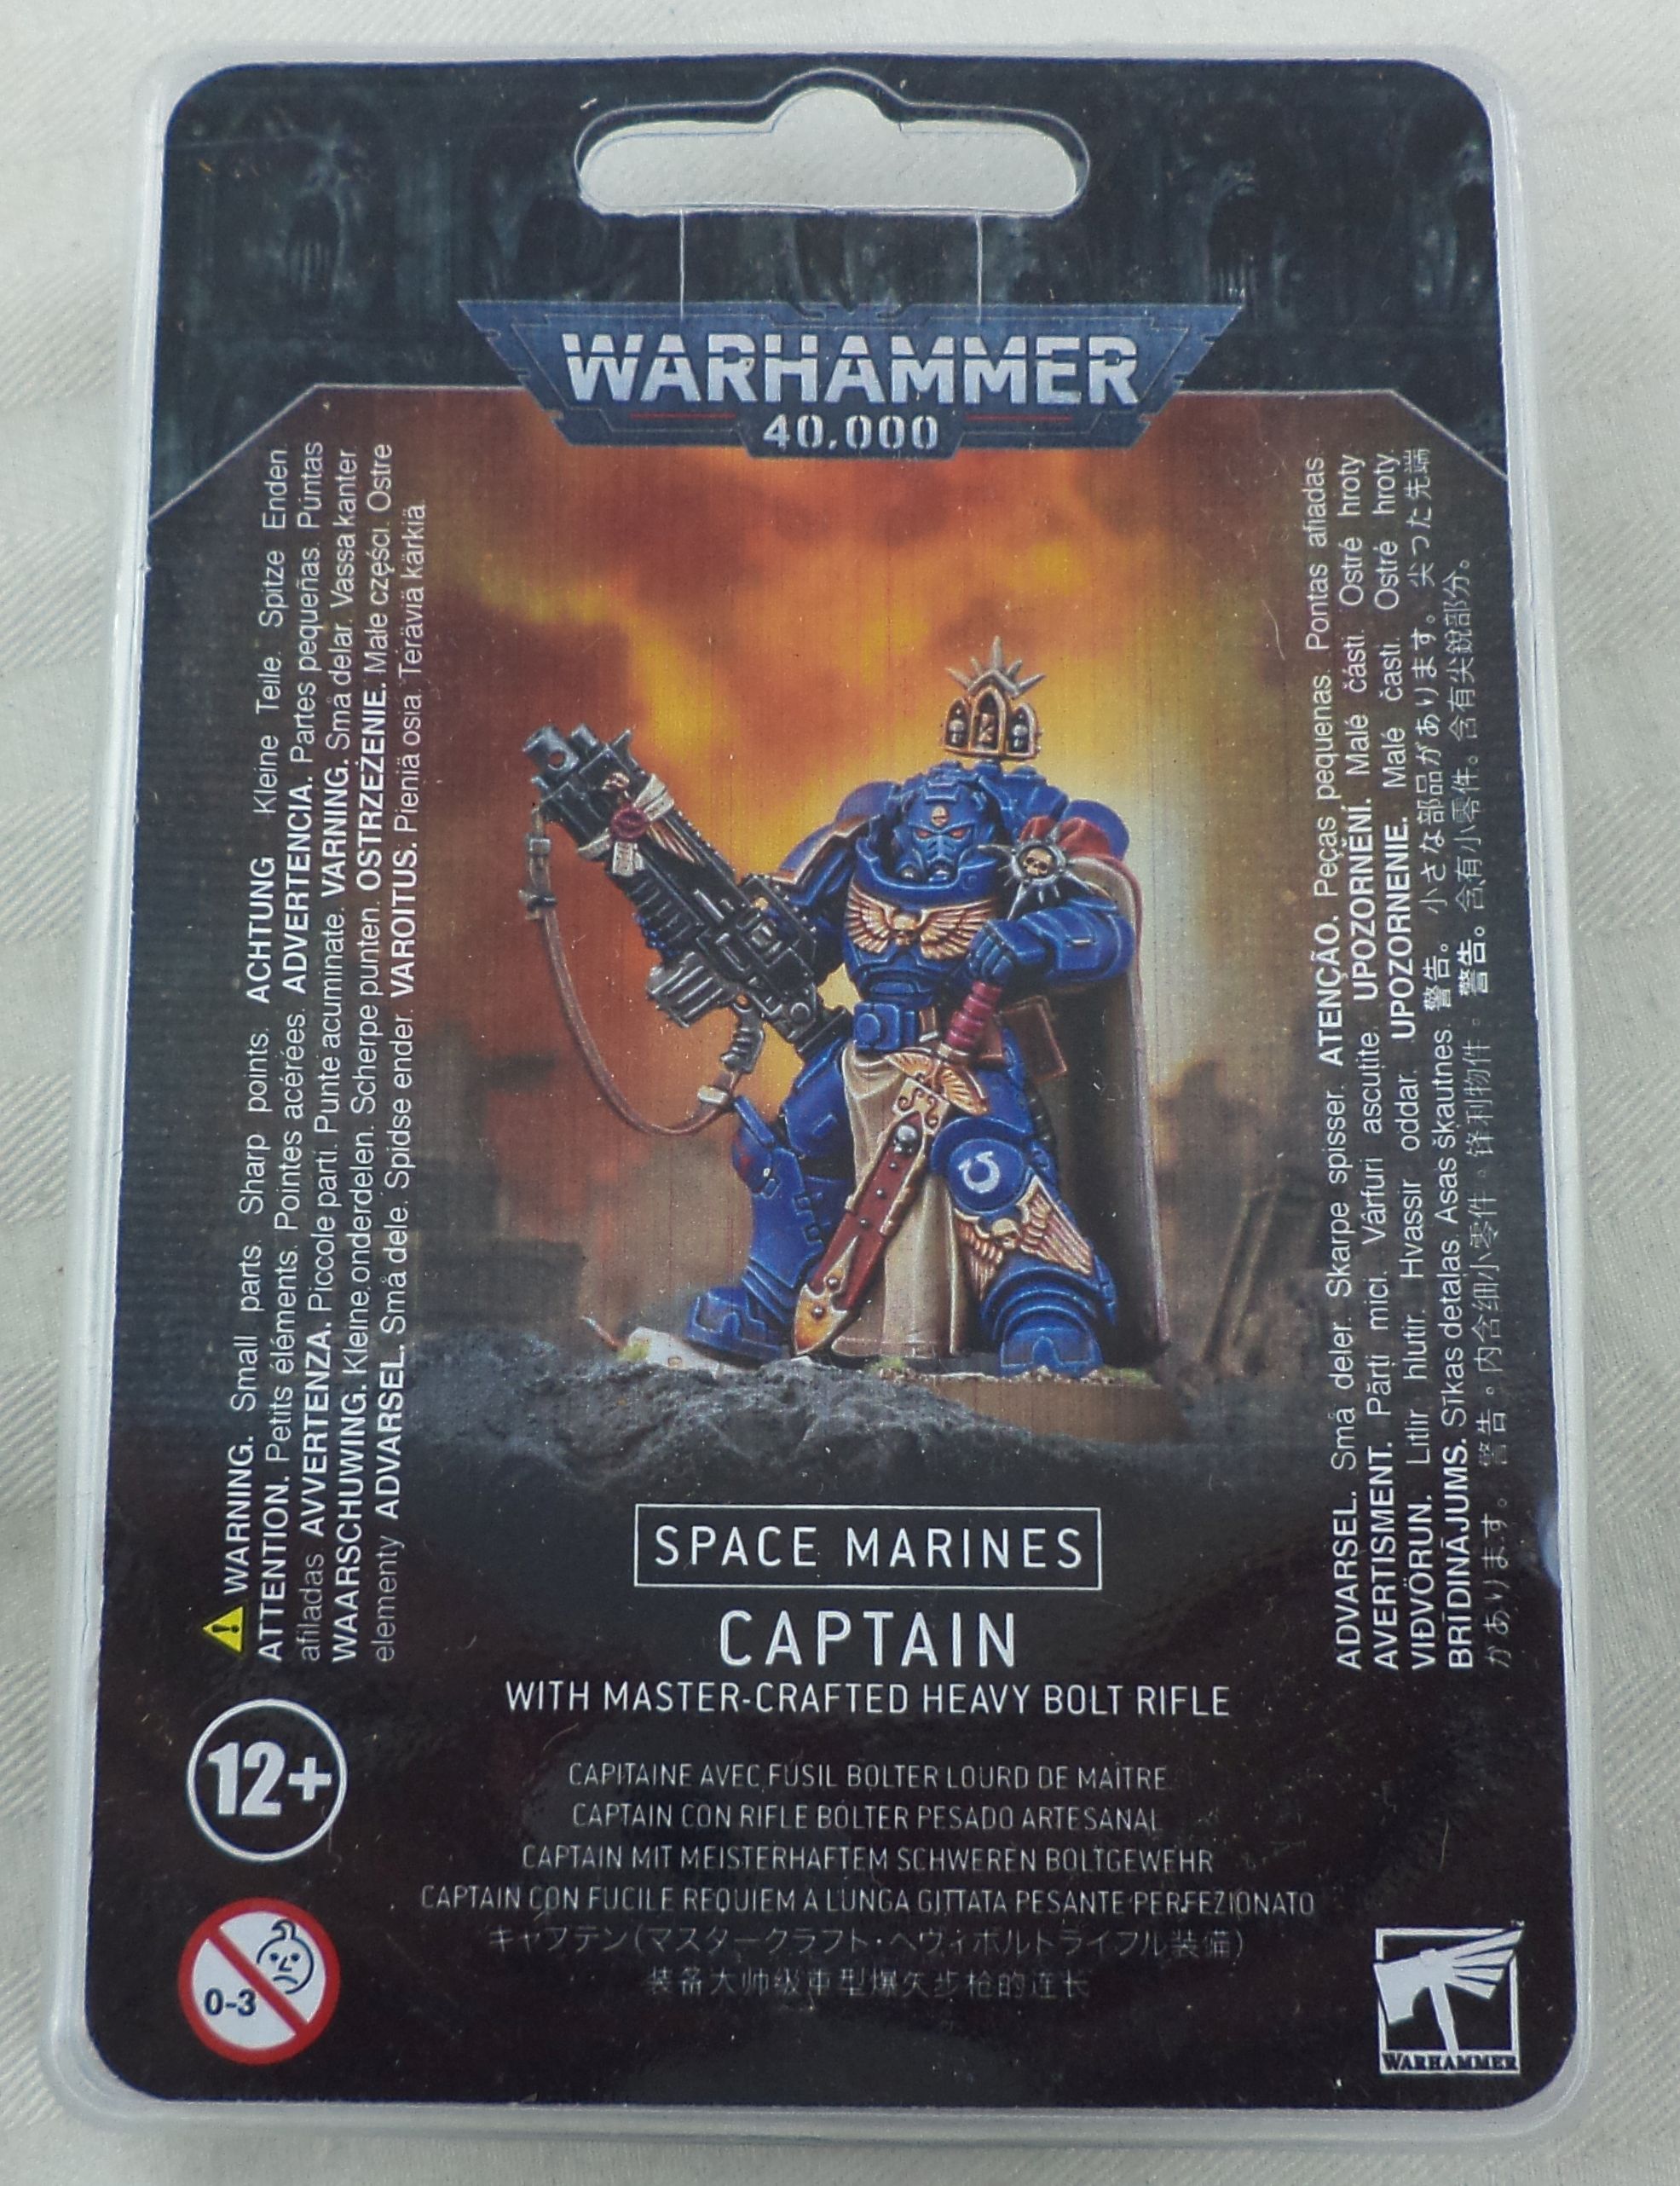 WARHAMMER
40,000
WARNING. Small parts. Sharp points. ACHTUNG Kleine Teile. Spitze Enden.
ATTENTION. Petits éléments. Pointes acérées. ADVERTENCIA. Partes pequeñas. Puntas
afiladas. AVVERTENZA. Piccole parti. Punte acuminate. VARNING. Små delar. Vassa kanter.
WAARSCHUWING. Kleine onderdelen. Scherpe punten. OSTRZEŻENIE. Małe części. Ostre
elementy. ADVARSEL. Små dele. Spidse ender. VAROITUS. Pieniä osia. Teräviä kärkiä.
ADVARSEL. Små deler. Skarpe spisser. ATENÇÃO. Peças pequenas. Pontas afiadas.
AVERTISMENT. Părți mici. Vârfuri ascuțite. UPOZORNĚNÍ. Malé části. Ostré hroty.
VIÐVÖRUN. Litlir hlutir. Hvassir oddar. UPOZORNENIE. Malé časti. Ostré hroty.
BRĪDINĀJUMS. Sīkas detaļas. Asas šķautnes. 警告。小さな部品があります。尖った先端
があります。警告。内含细小零件。锋利物件。警告。含有小零件。含有尖銳部分。
SPACE MARINES
CAPTAIN
WITH MASTER-CRAFTED HEAVY BOLT RIFLE
CAPITAINE AVEC FUSIL BOLTER LOURD DE MAÎTRE
CAPTAIN CON RIFLE BÓLTER PESADO ARTESANAL
CAPTAIN MIT MEISTERHAFTEM SCHWEREN BOLTGEWEHR
CAPTAIN CON FUCILE REQUIEM A LUNGA GITTATA PESANTE PERFEZIONATO
キャプテン(マスタークラフト・ヘヴィボルトライフル装備)
装备大师级重型爆矢步枪的连长
12+
0-3
WARHAMMER